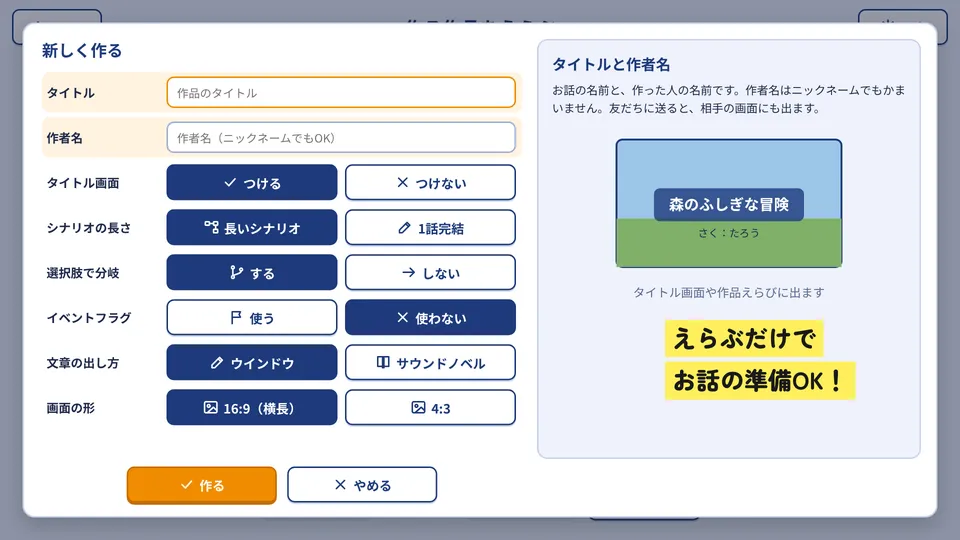 新しく作る
タイトル
作品のタイトル
作者名
作者名（ニックネームでもOK）
タイトル画面
つける
つけない
シナリオの長さ
長いシナリオ
1話完結
選択肢で分岐
する
しない
イベントフラグ
使う
使わない
文章の出し方
ウインドウ
サウンドノベル
画面の形
16:9（横長）
4:3
作る
やめる
タイトルと作者名
お話の名前と、作った人の名前です。作者名はニックネームでもかま
いません。友だちに送ると、相手の画面にも出ます。
森のふしぎな冒険
さく：たろう
タイトル画面や作品えらびに出ます
えらぶだけで
お話の準備OK！